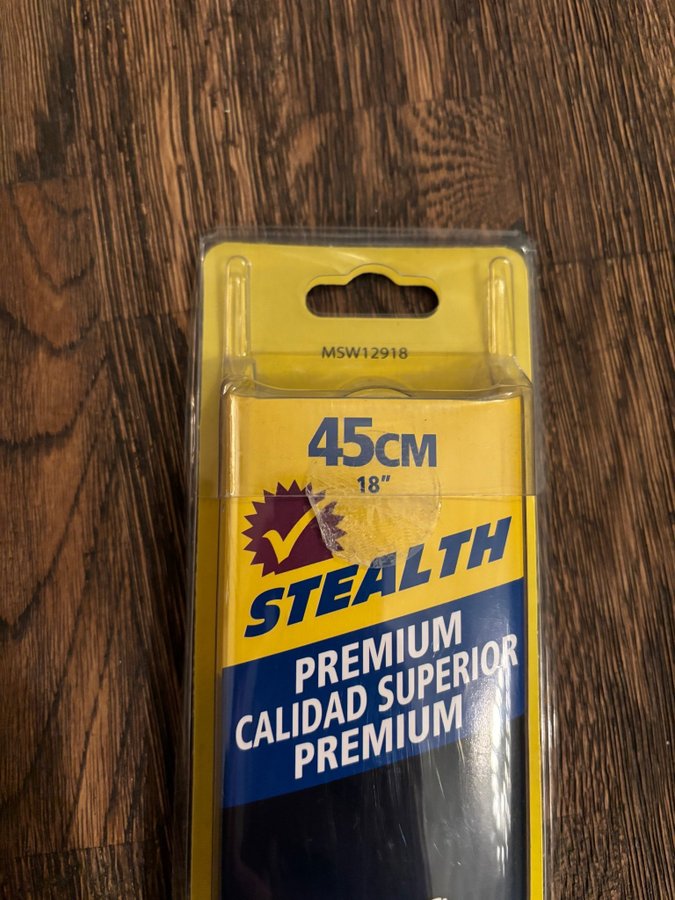 MSW12918
45CM
18"
STEALTH
PREMIUM
CALIDAD SUPERIOR
PREMIUM